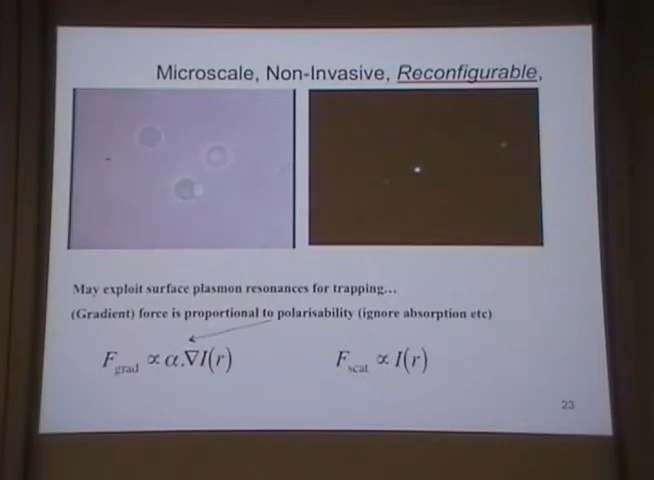 Microscale, Non-Invasive, Reconfigurable,
May exploit surface plasmon resonances for trapping...
(Gradient) force is proportional to polarisability (ignore absorption etc)
F_grad ∝ α.∇I(r)
F_scat ∝ I(r)
23